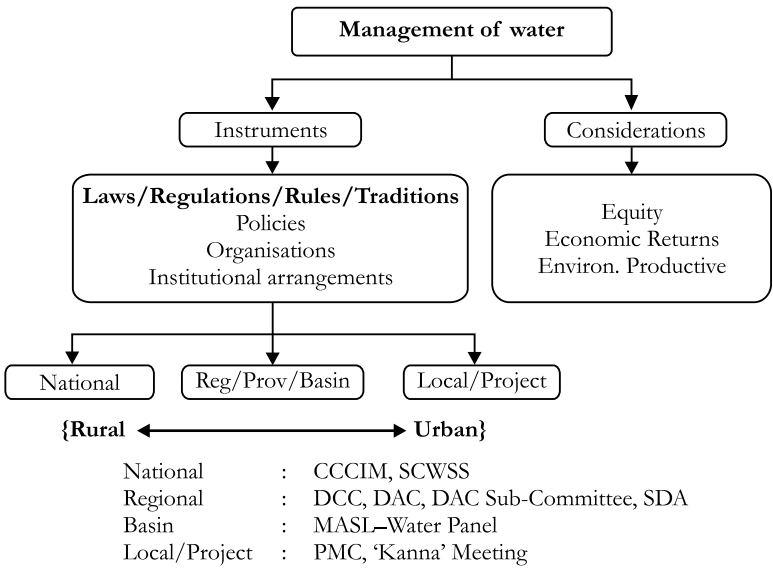 Management of water
Instruments
Considerations
Laws/Regulations/Rules/Traditions
Policies
Organisations
Institutional arrangements
Equity
Economic Returns
Environ. Productive
National
Reg/Prov/Basin
Local/Project
{Rural Urban}
National : CCCIM, SCWSS
Regional : DCC, DAC, DAC Sub-Committee, SDA
Basin : MASL–Water Panel
Local/Project : PMC, ‘Kanna’ Meeting